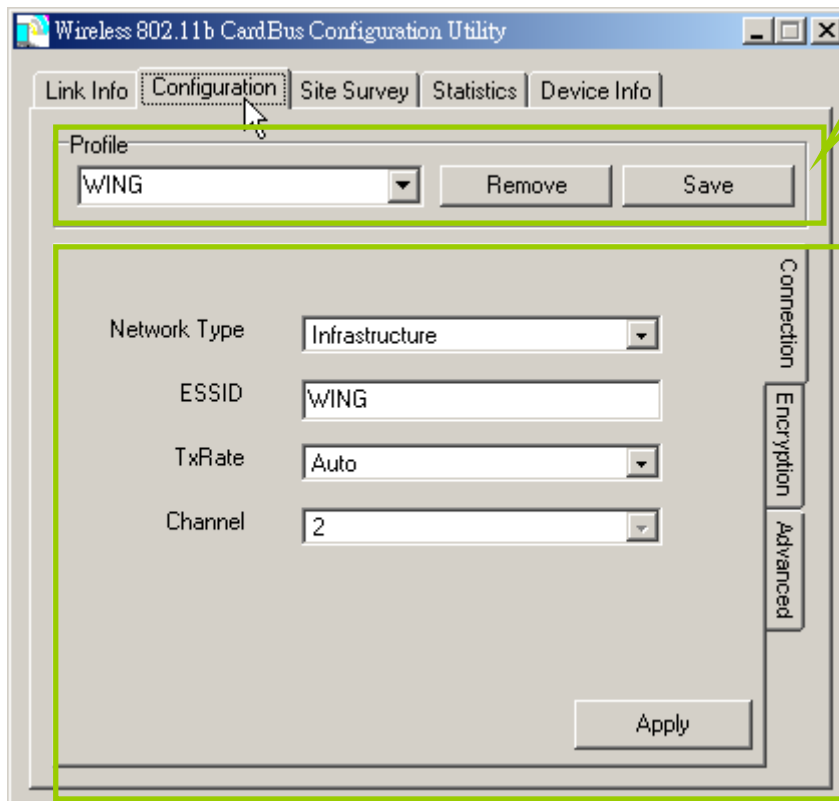 Wireless 802.11b CardBus Configuration Utility
Link Info Configuration Site Survey Statistics Device Info
Profile
WING Remove Save
Connection
Network Type Infrastructure
ESSID WING
Encryption
TxRate Auto
Channel 2
Advanced
Apply